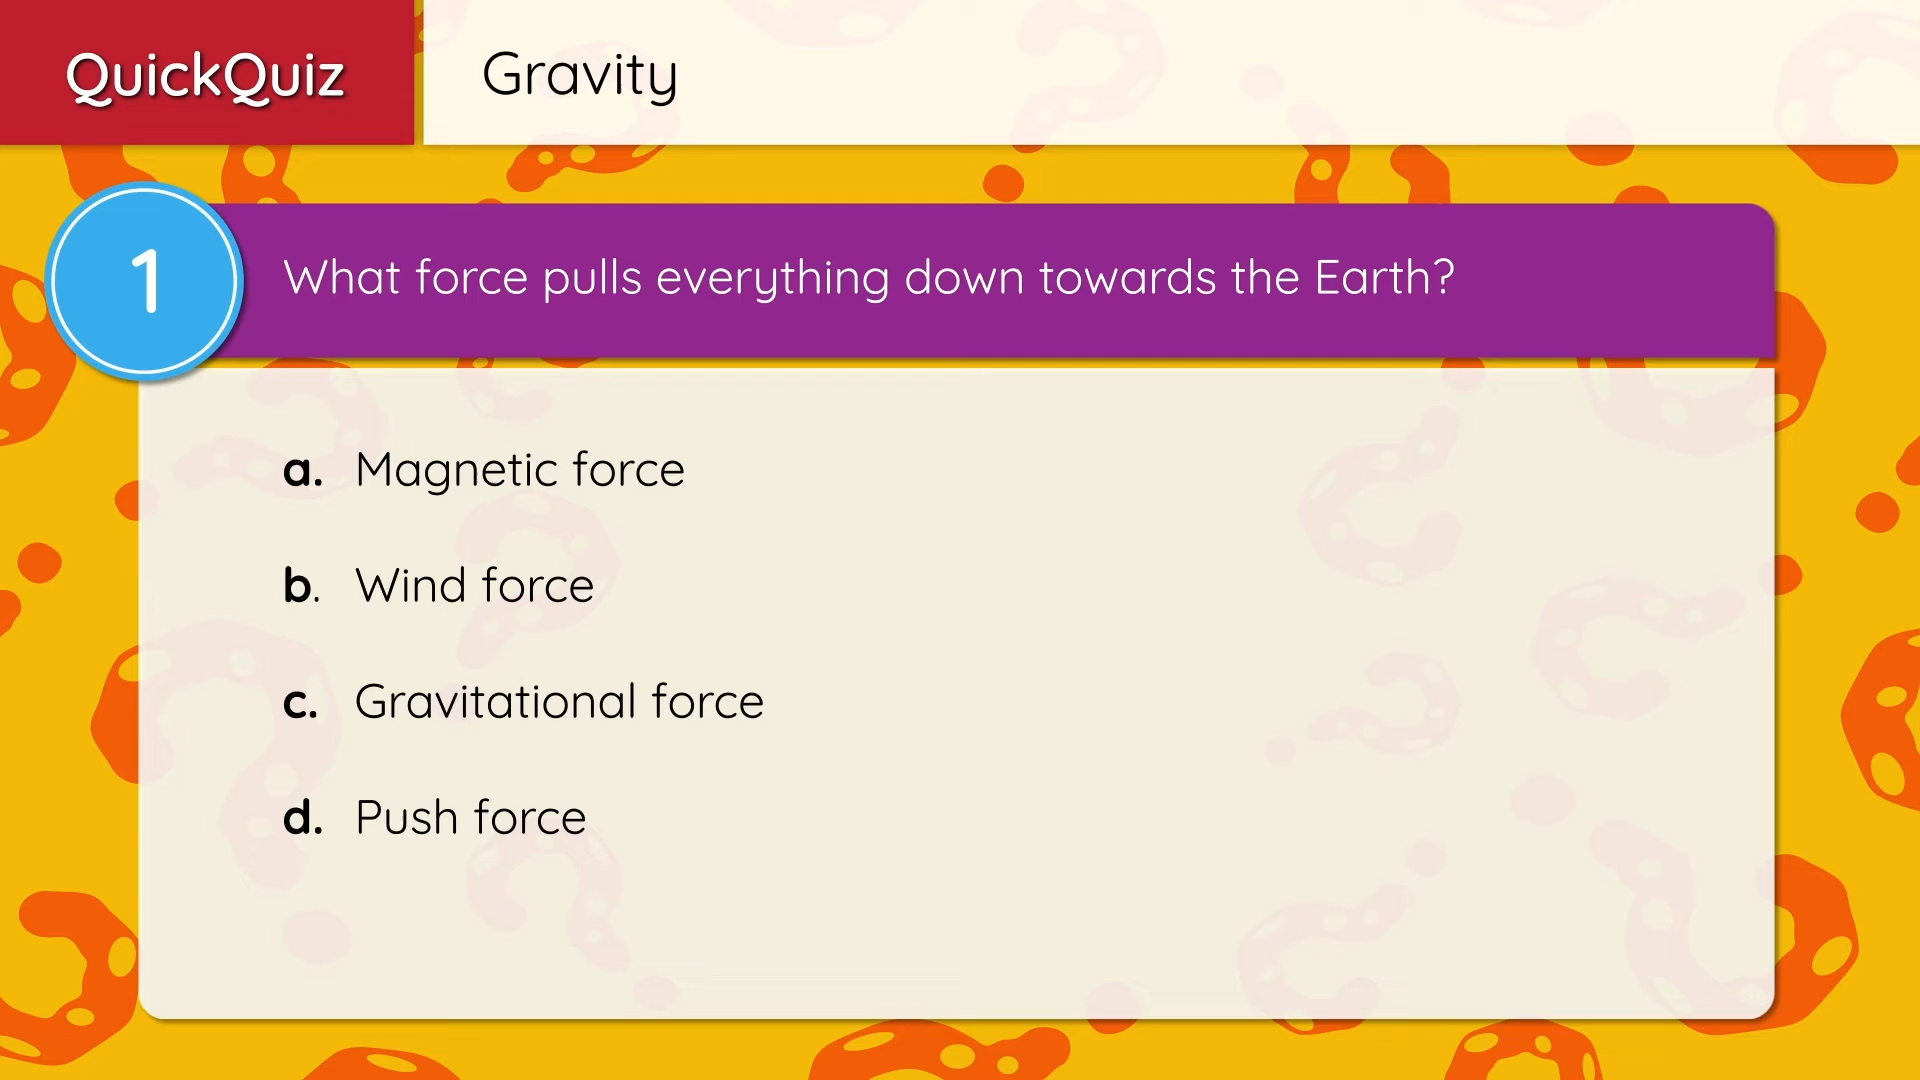 QuickQuiz
Gravity
1
What force pulls everything down towards the Earth?
a. Magnetic force
b. Wind force
c. Gravitational force
d. Push force